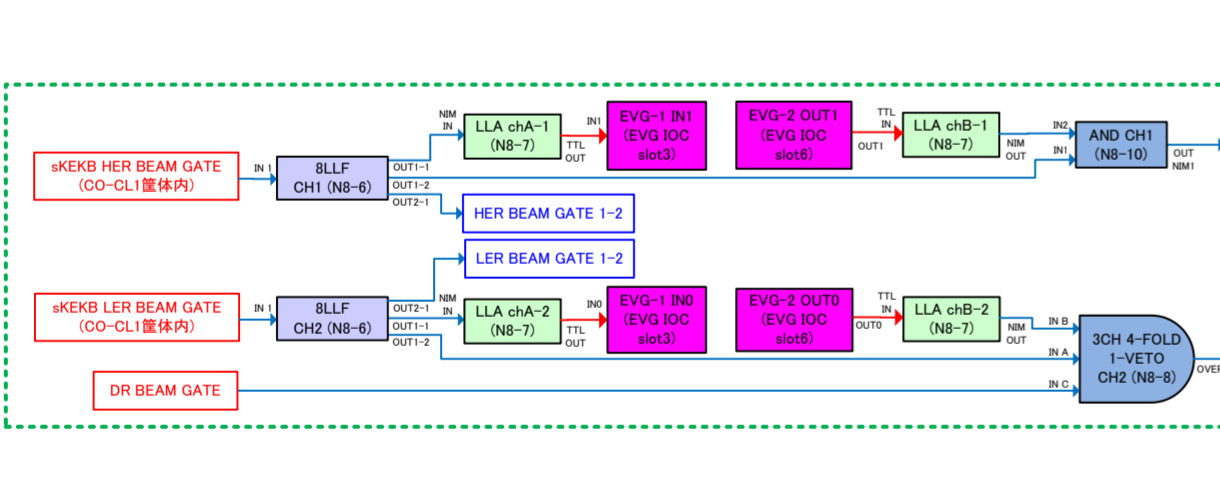 sKEKB HER BEAM GATE
(CO-CL1筐体内)
IN 1
8LLF
CH1 (N8-6)
OUT1-1
OUT1-2
OUT2-1
NIM
IN
LLA chA-1
(N8-7)
TTL
OUT
IN1
EVG-1 IN1
(EVG IOC
slot3)
EVG-2 OUT1
(EVG IOC
slot6)
OUT1
TTL
IN
LLA chB-1
(N8-7)
NIM
OUT
IN2
IN1
AND CH1
(N8-10)
OUT
NIM1
HER BEAM GATE 1-2
LER BEAM GATE 1-2
sKEKB LER BEAM GATE
(CO-CL1筐体内)
IN 1
8LLF
CH2 (N8-6)
OUT2-1
OUT1-1
OUT1-2
NIM
IN
LLA chA-2
(N8-7)
TTL
OUT
IN0
EVG-1 IN0
(EVG IOC
slot3)
EVG-2 OUT0
(EVG IOC
slot6)
OUT0
TTL
IN
LLA chB-2
(N8-7)
NIM
OUT
IN B
IN A
IN C
3CH 4-FOLD
1-VETO
CH2 (N8-8)
OVER
DR BEAM GATE